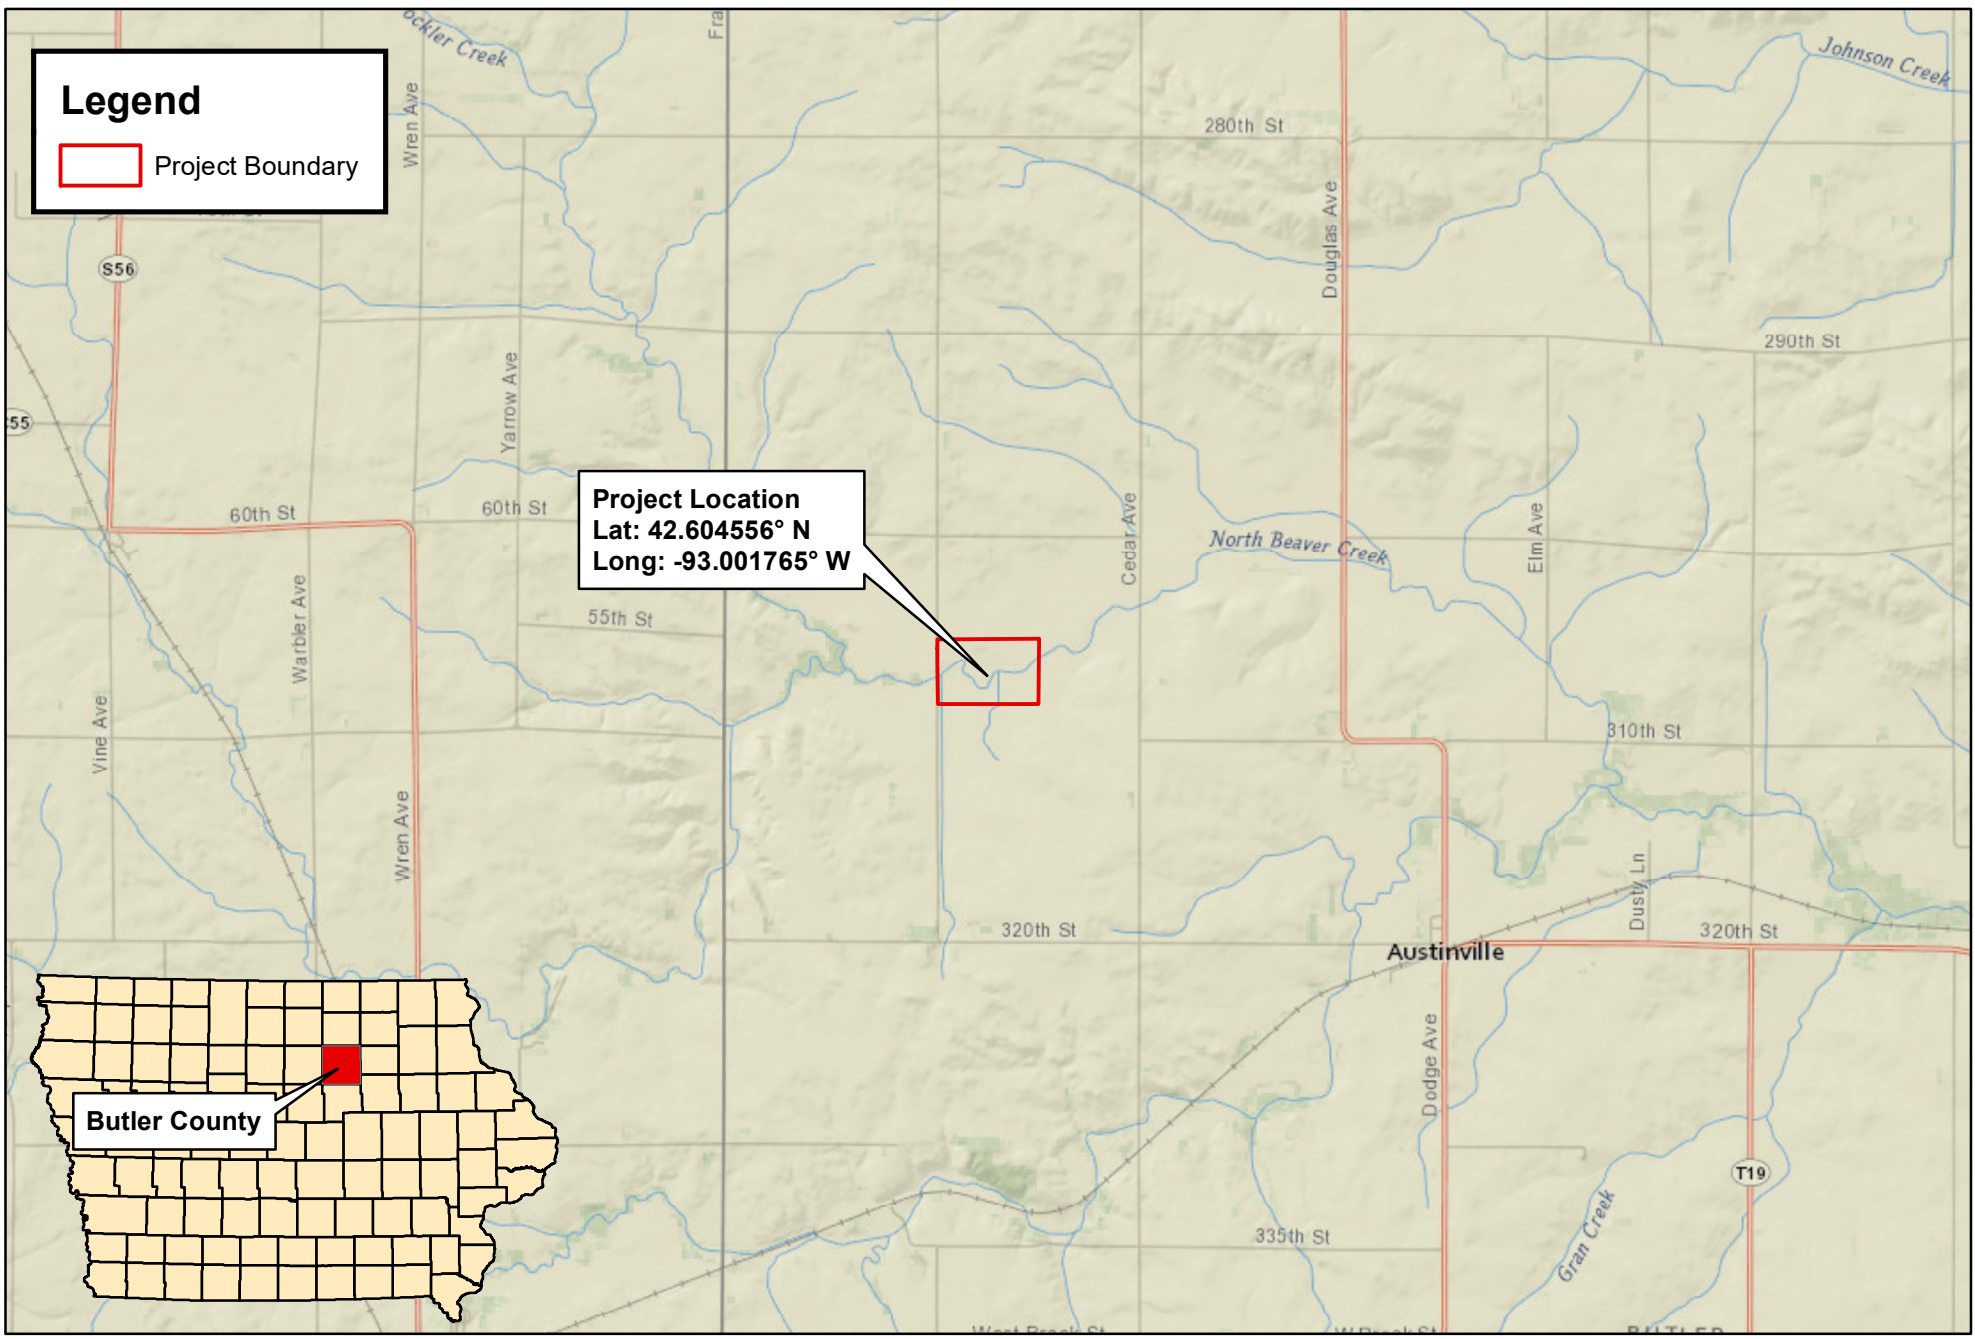 Legend
Project Boundary
Johnson Creek
Wren Ave
280th St
Douglas Ave
S56
290th St
Yarrow Ave
Project Location
Lat: 42.604556° N
Long: -93.001765° W
60th St
60th St
Cedar Ave
North Beaver Creek
Elm Ave
Warbler Ave
55th St
Vine Ave
310th St
Wren Ave
Dusty Ln
320th St
320th St
Austinville
Dodge Ave
Butler County
T19
Gran Creek
335th St